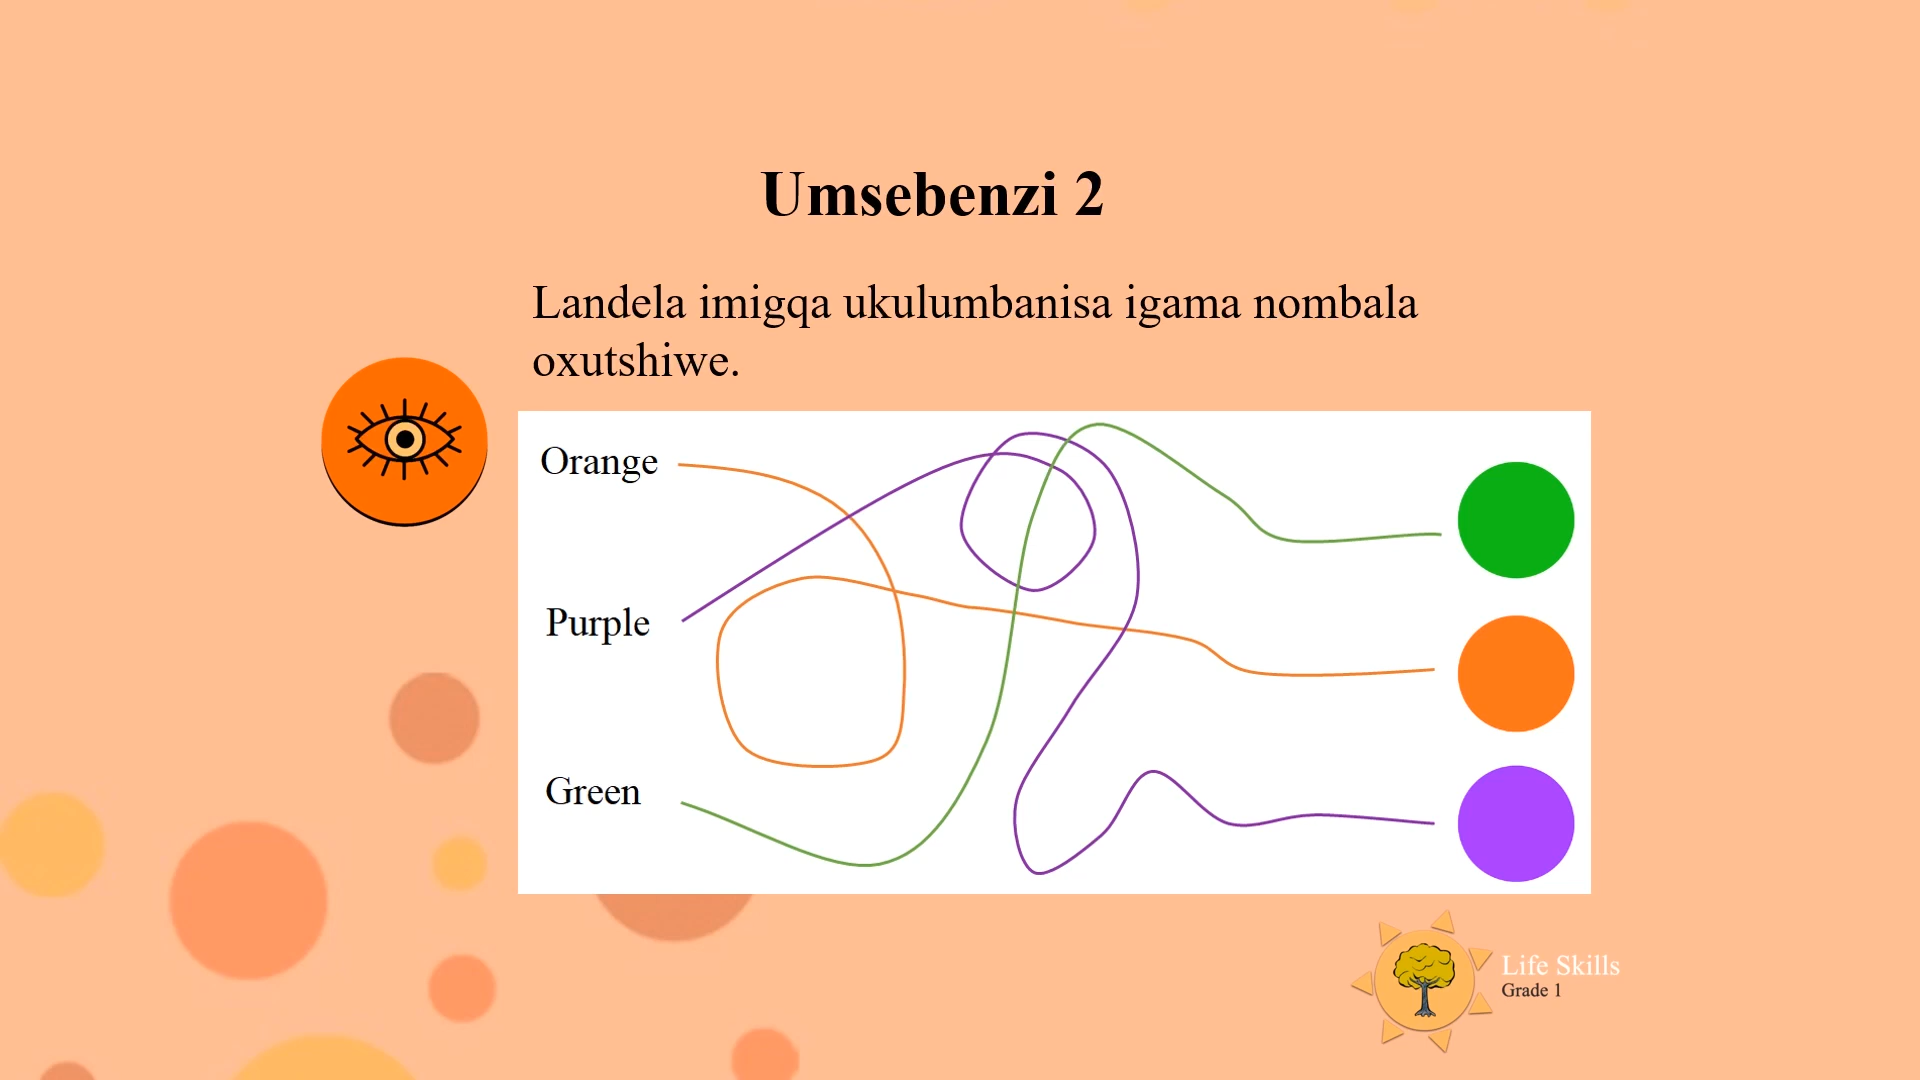 Umsebenzi 2
Landela imigqa ukulumbanisa igama nombala
oxutshiwe.
Orange
Purple
Green
Life Skills
Grade 1